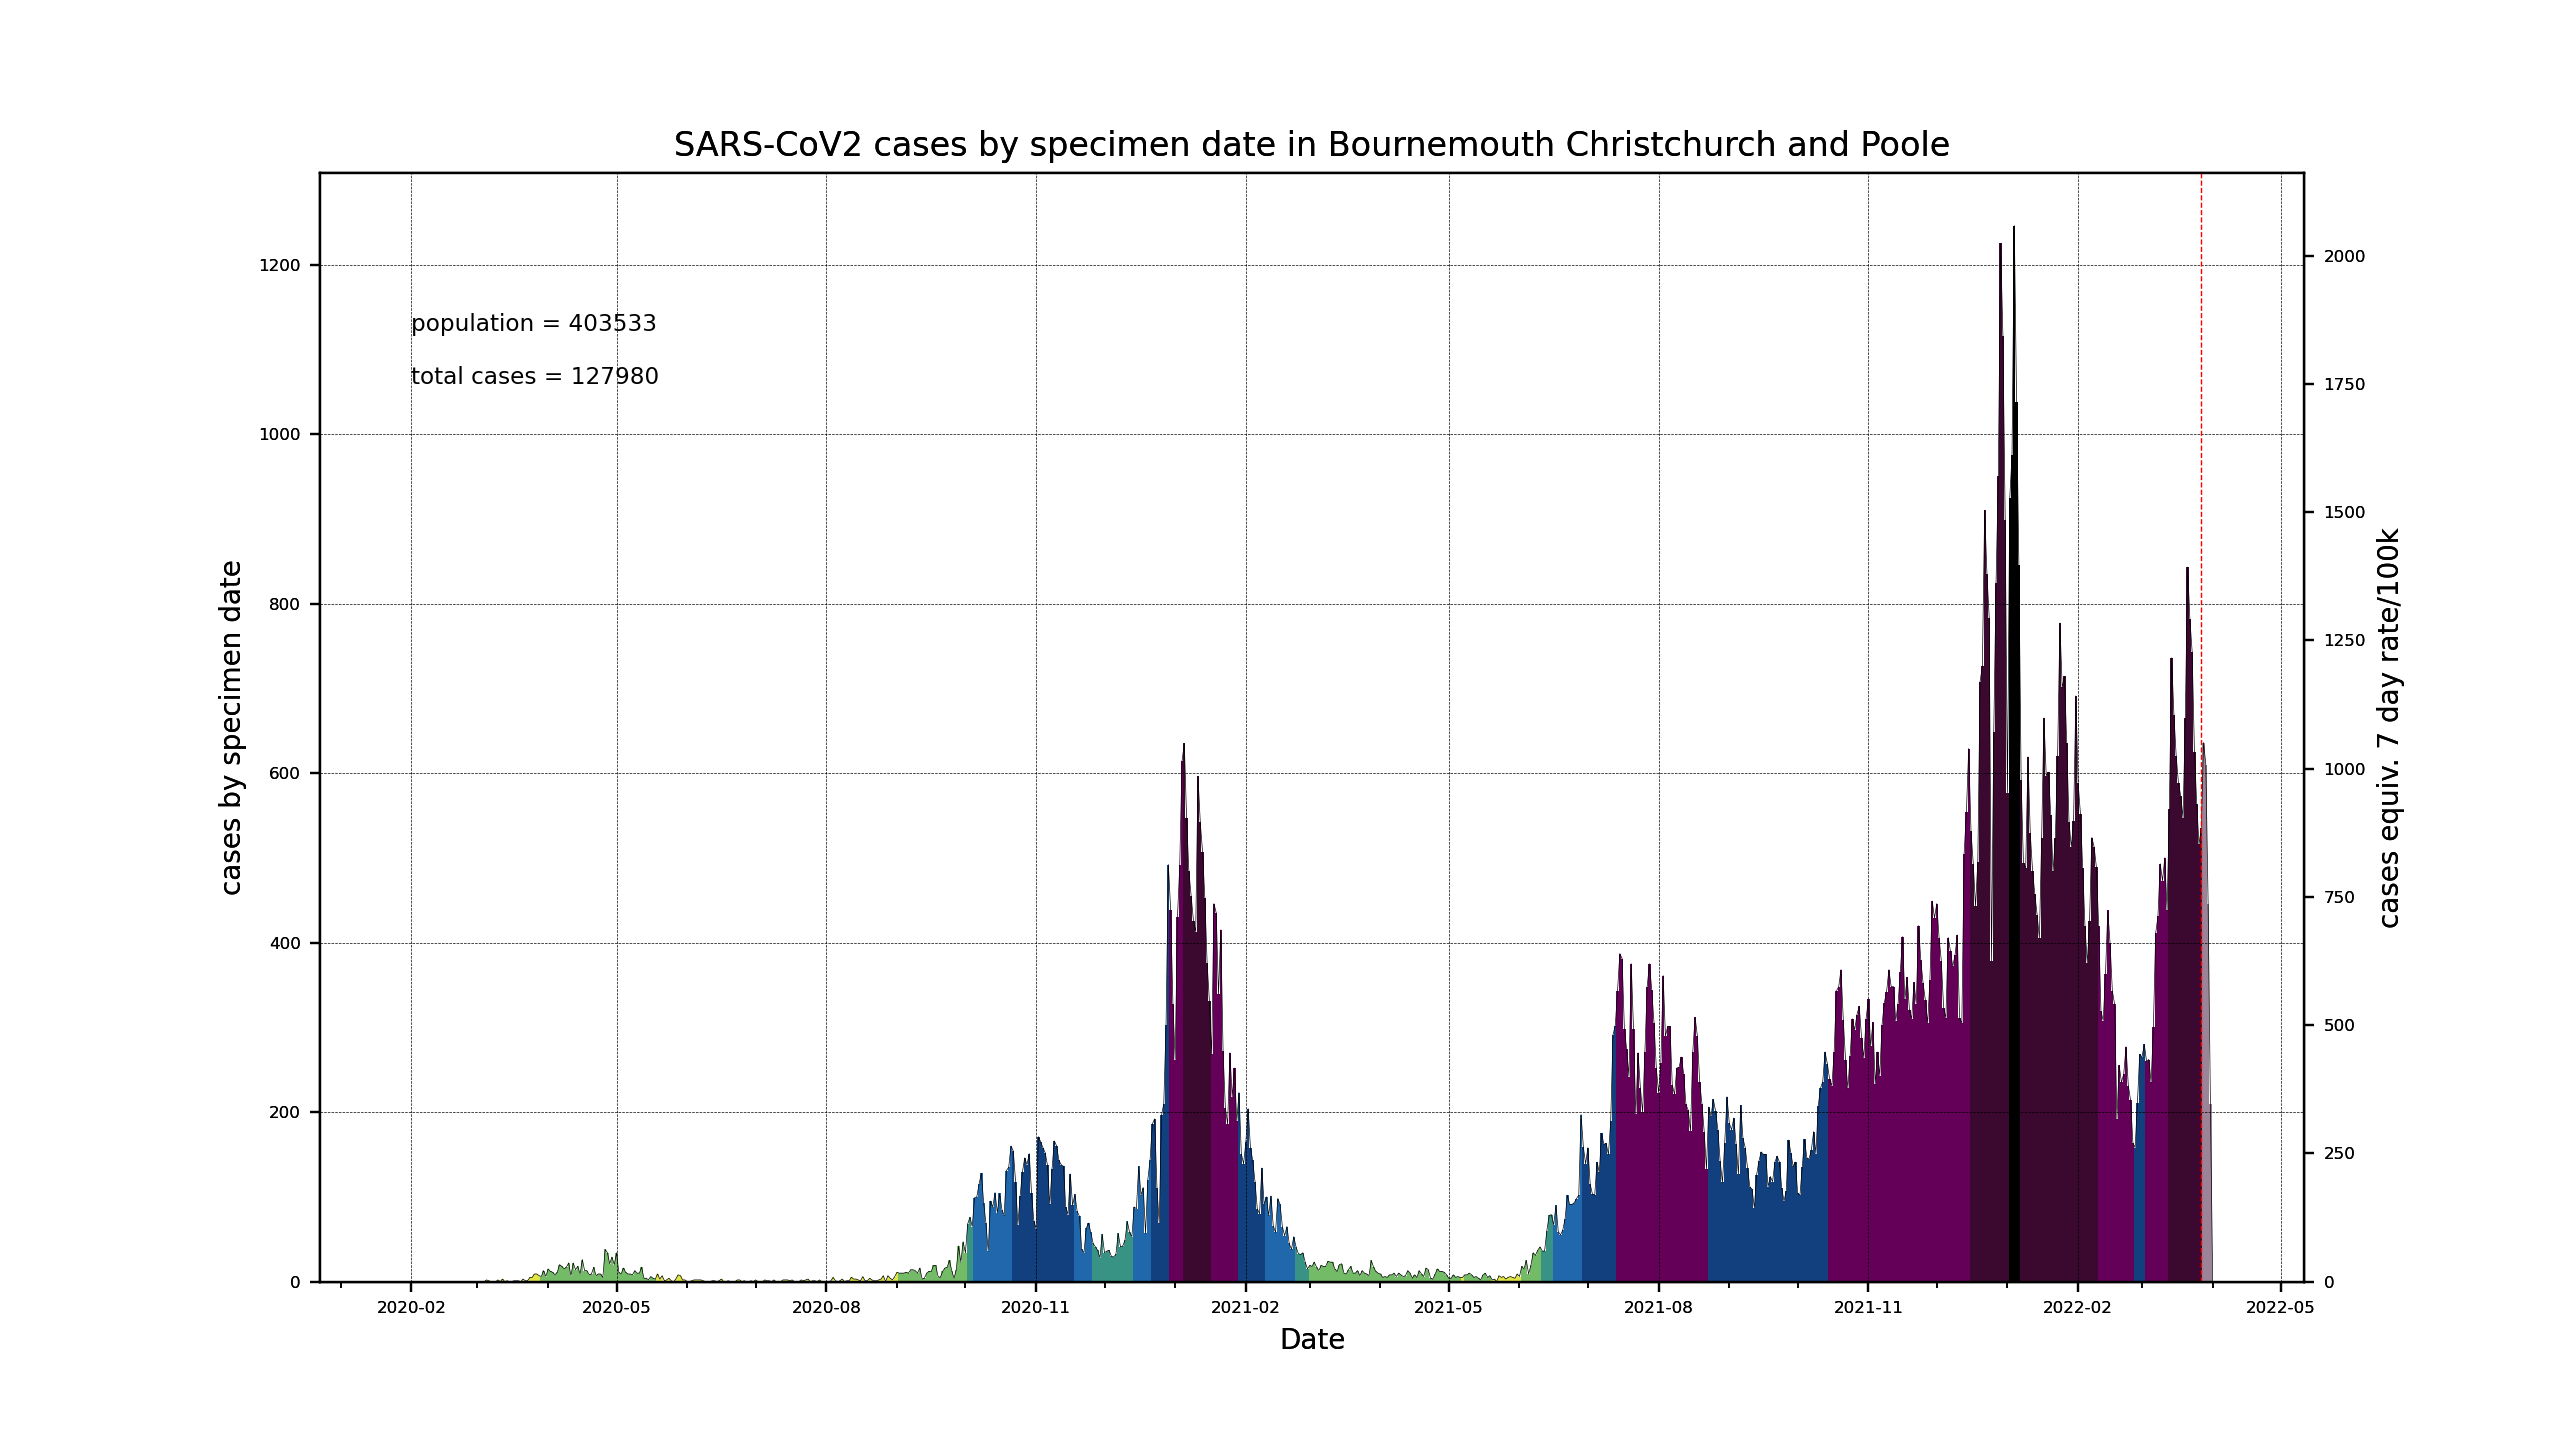 SARS-CoV2 cases by specimen date in Bournemouth Christchurch and Poole
population = 403533
total cases = 127980
cases by specimen date
1200
1000
800
600
400
200
0
2000
1750
1500
1250
1000
750
500
250
0
cases equiv. 7 day rate/100k
2020-02 2020-05 2020-08 2020-11 2021-02 2021-05 2021-08 2021-11 2022-02 2022-05
Date